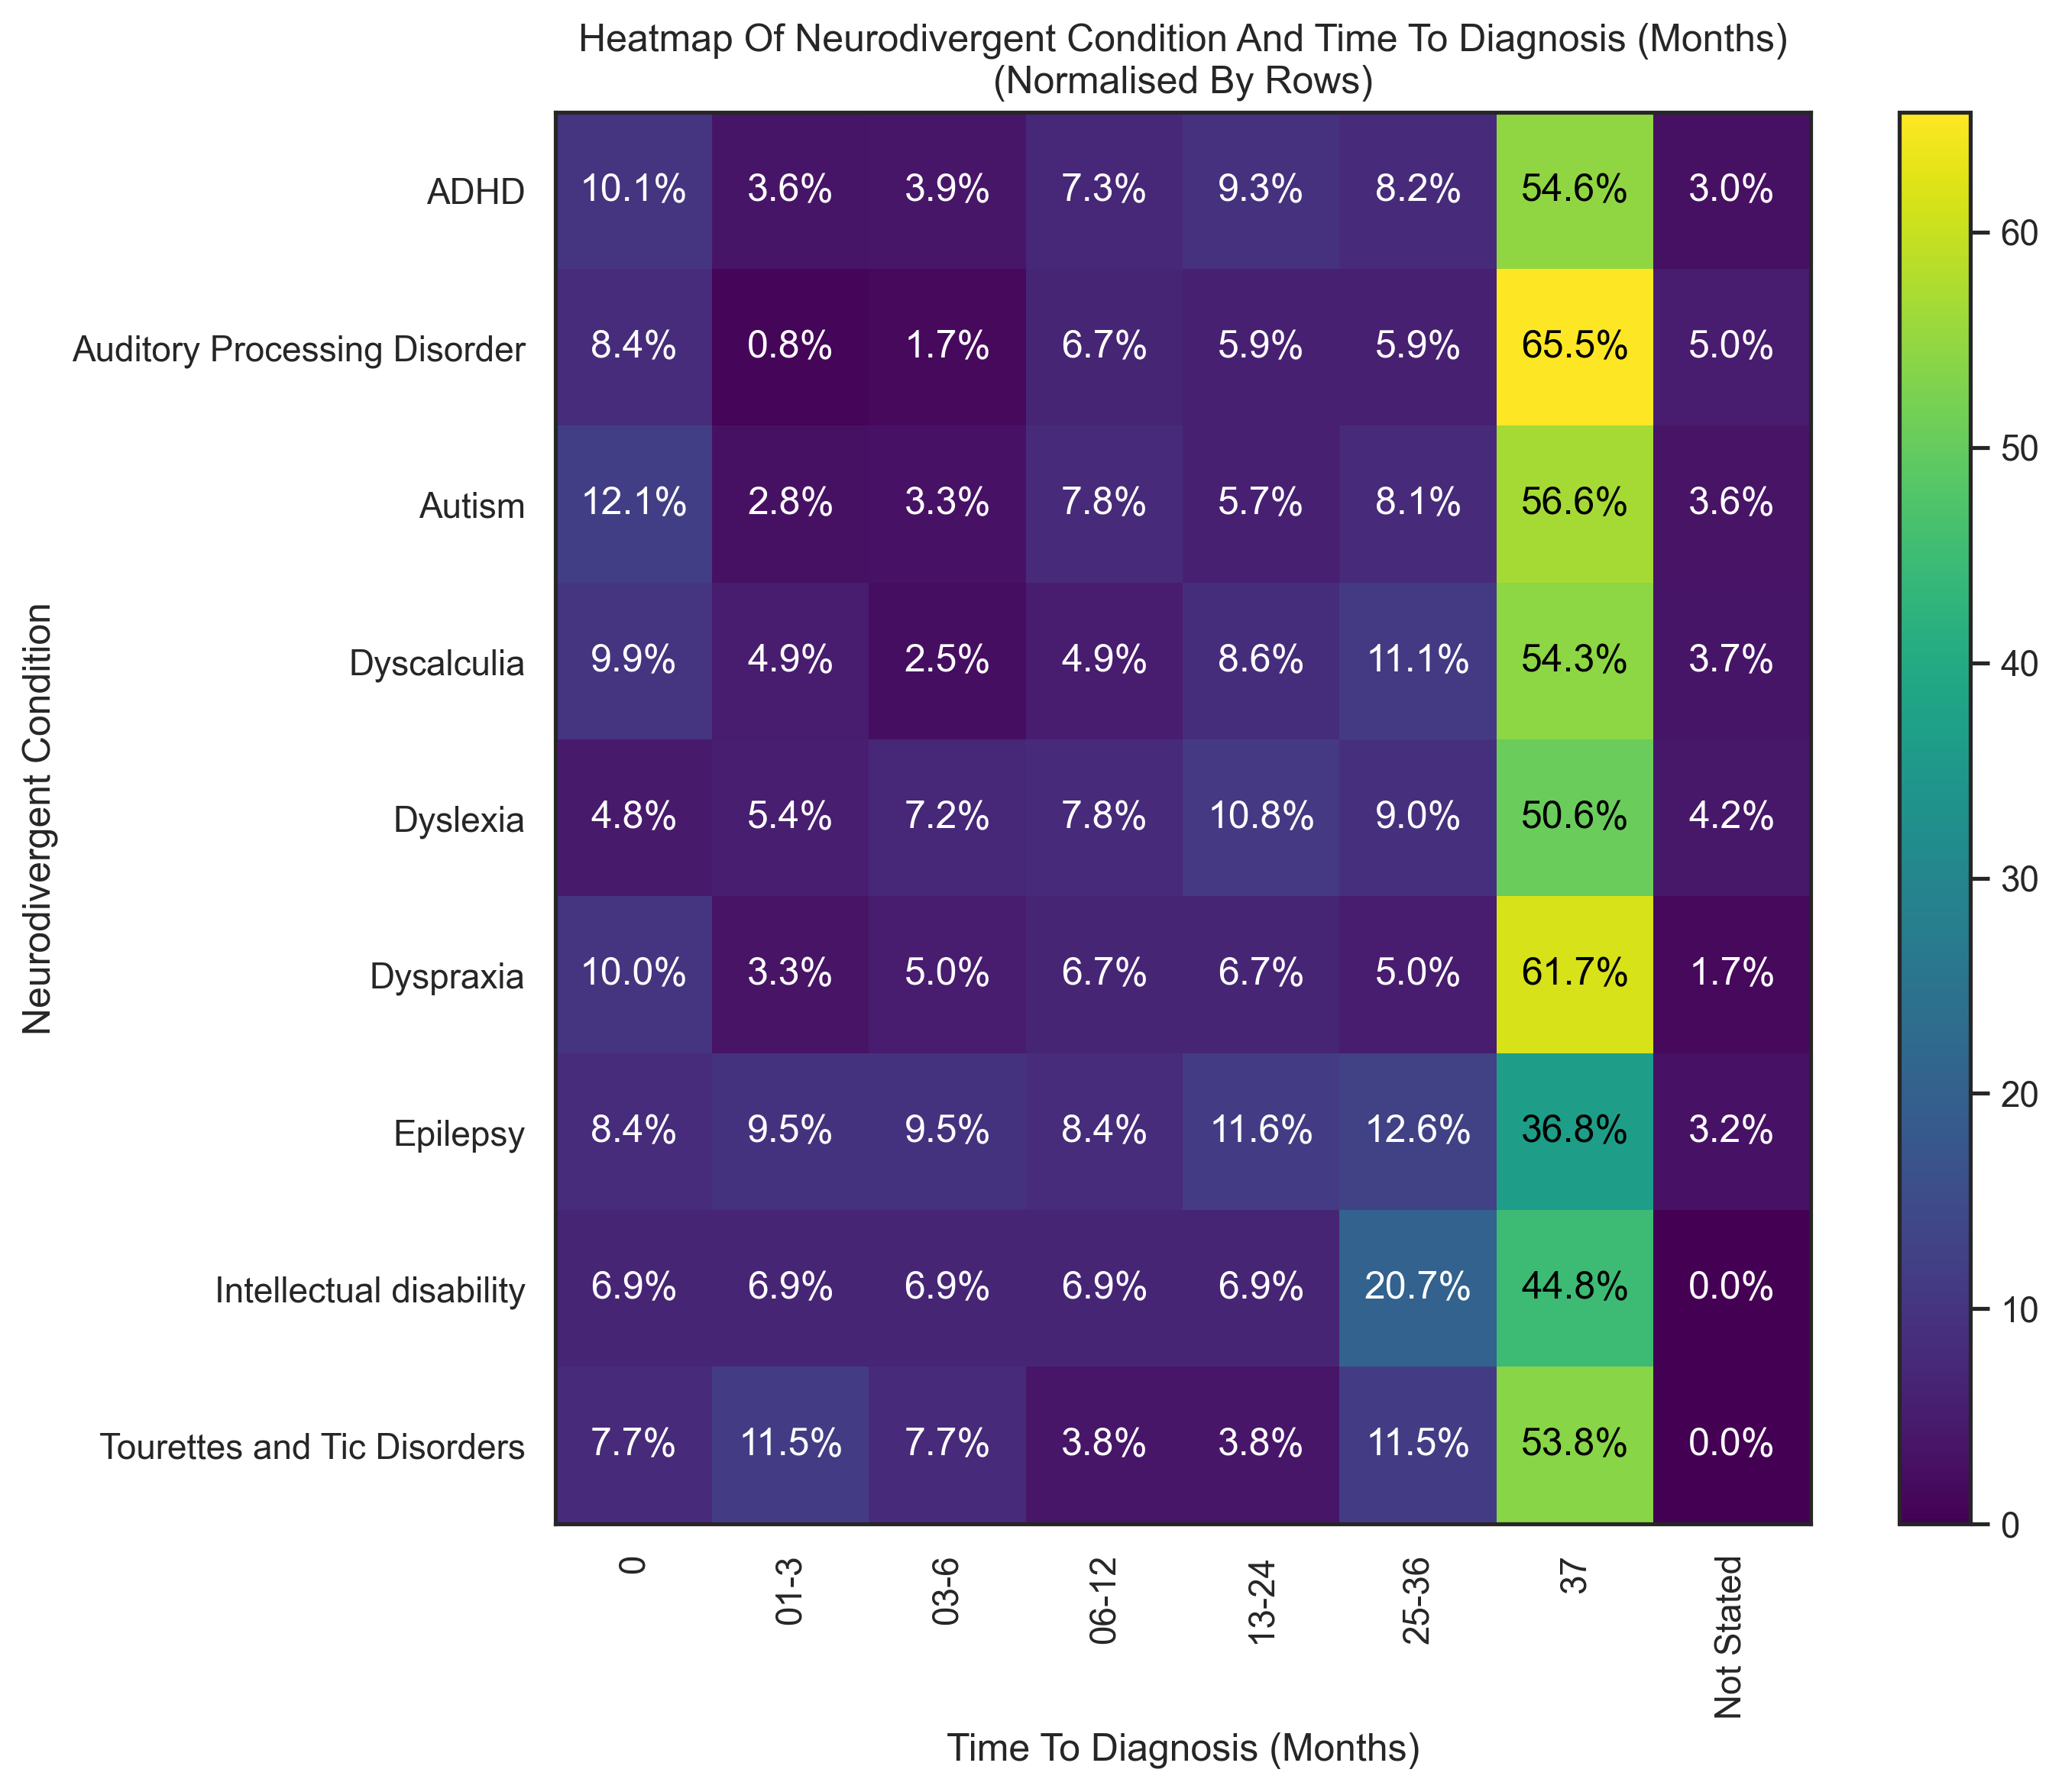 Heatmap Of Neurodivergent Condition And Time To Diagnosis (Months)
(Normalised By Rows)
Neurodivergent Condition
ADHD 10.1% 3.6% 3.9% 7.3% 9.3% 8.2% 54.6% 3.0%
Auditory Processing Disorder 8.4% 0.8% 1.7% 6.7% 5.9% 5.9% 65.5% 5.0%
Autism 12.1% 2.8% 3.3% 7.8% 5.7% 8.1% 56.6% 3.6%
Dyscalculia 9.9% 4.9% 2.5% 4.9% 8.6% 11.1% 54.3% 3.7%
Dyslexia 4.8% 5.4% 7.2% 7.8% 10.8% 9.0% 50.6% 4.2%
Dyspraxia 10.0% 3.3% 5.0% 6.7% 6.7% 5.0% 61.7% 1.7%
Epilepsy 8.4% 9.5% 9.5% 8.4% 11.6% 12.6% 36.8% 3.2%
Intellectual disability 6.9% 6.9% 6.9% 6.9% 6.9% 20.7% 44.8% 0.0%
Tourettes and Tic Disorders 7.7% 11.5% 7.7% 3.8% 3.8% 11.5% 53.8% 0.0%
0 01-3 03-6 06-12 13-24 25-36 37 Not Stated
Time To Diagnosis (Months)
60
50
40
30
20
10
0